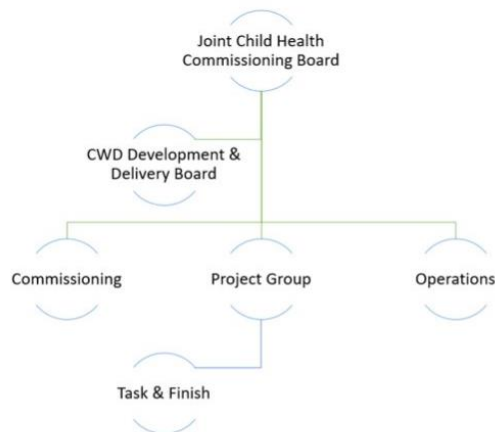 Joint Child Health
Commissioning Board
CWD Development &
Delivery Board
Commissioning
Project Group
Operations
Task & Finish